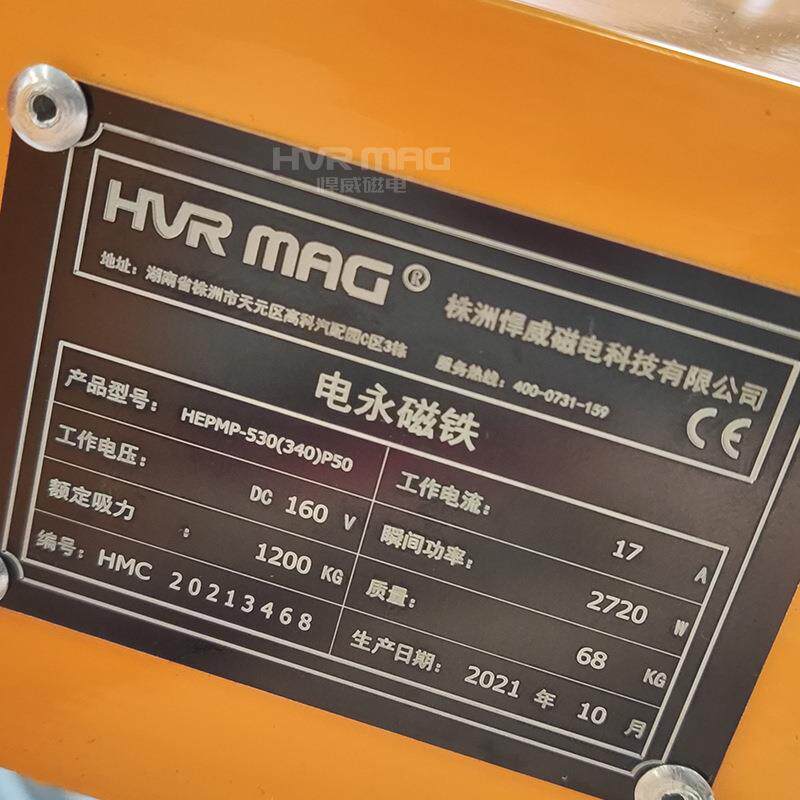 HVR MAG
悍威磁电
HVR MAG® 株洲悍威磁电科技有限公司
地址：湖南省株洲市天元区高科汽配园C区3栋 服务热线：400-0731-159
电永磁铁 CE
产品型号：HEPMP-530(340)P50 工作电流：17 A
工作电压：DC 160 V 瞬间功率：2720 W
额定吸力：1200 KG 质量：68 KG
编号：HMC 20213468 生产日期：2021 年 10 月